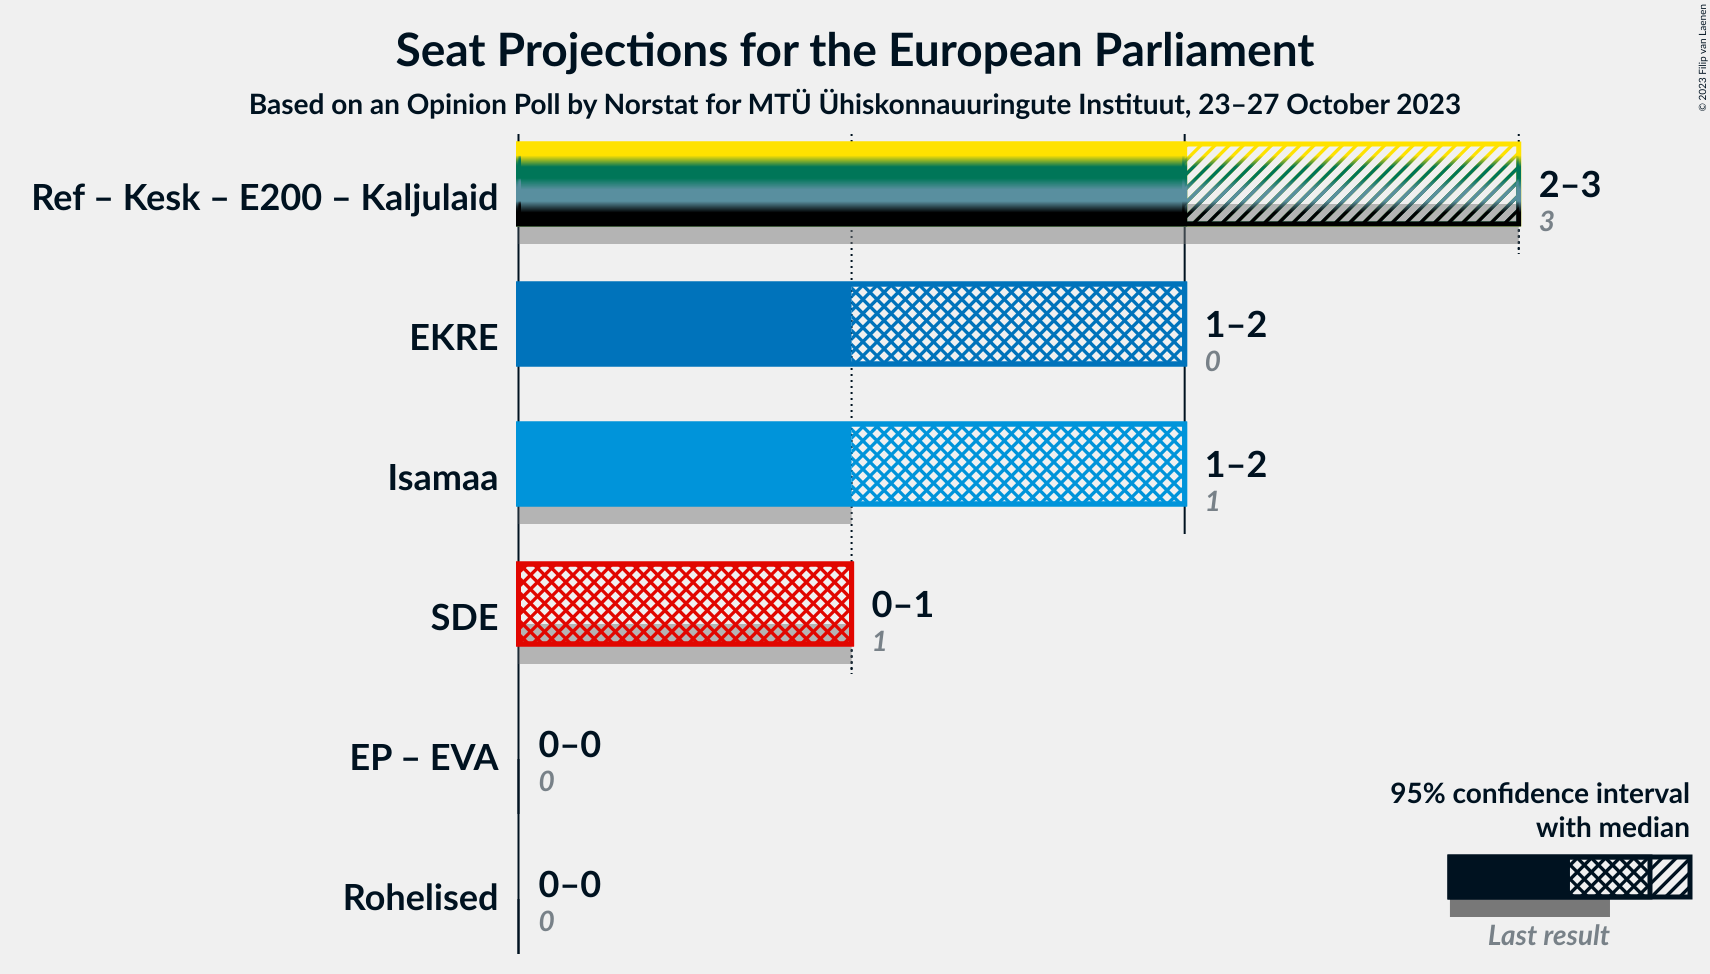 Seat Projections for the European Parliament
Based on an Opinion Poll by Norstat for MTÜ Ühiskonnauuringute Instituut, 23–27 October 2023
© 2023 Filip van Laenen
Ref – Kesk – E200 – Kaljulaid
2–3
3
EKRE
1–2
0
Isamaa
1–2
1
SDE
0–1
1
EP – EVA
0–0
0
Rohelised
0–0
0
95% confidence interval
with median
Last result